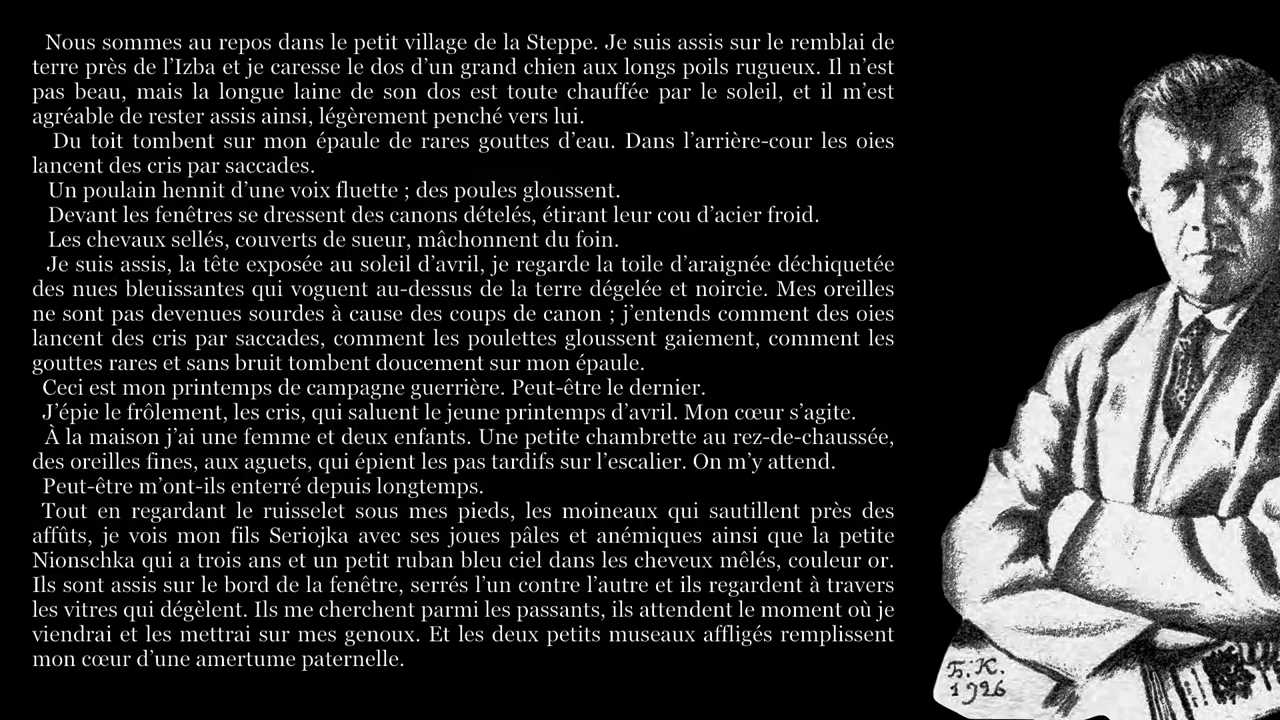 Nous sommes au repos dans le petit village de la Steppe. Je suis assis sur le remblai de
terre près de l’Izba et je caresse le dos d’un grand chien aux longs poils rugueux. Il n’est
pas beau, mais la longue laine de son dos est toute chauffée par le soleil, et il m’est
agréable de rester assis ainsi, légèrement penché vers lui.
Du toit tombent sur mon épaule de rares gouttes d’eau. Dans l’arrière-cour les oies
lancent des cris par saccades.
Un poulain hennit d’une voix fluette ; des poules gloussent.
Devant les fenêtres se dressent des canons dételés, étirant leur cou d’acier froid.
Les chevaux sellés, couverts de sueur, mâchonnent du foin.
Je suis assis, la tête exposée au soleil d’avril, je regarde la toile d’araignée déchiquetée
des nues bleuissantes qui voguent au-dessus de la terre dégelée et noircie. Mes oreilles
ne sont pas devenues sourdes à cause des coups de canon ; j’entends comment des oies
lancent des cris par saccades, comment les poulettes gloussent gaiement, comment les
gouttes rares et sans bruit tombent doucement sur mon épaule.
Ceci est mon printemps de campagne guerrière. Peut-être le dernier.
J’épie le frôlement, les cris, qui saluent le jeune printemps d’avril. Mon cœur s’agite.
À la maison j’ai une femme et deux enfants. Une petite chambrette au rez-de-chaussée,
des oreilles fines, aux aguets, qui épient les pas tardifs sur l’escalier. On m’y attend.
Peut-être m’ont-ils enterré depuis longtemps.
Tout en regardant le ruisselet sous mes pieds, les moineaux qui sautillent près des
affûts, je vois mon fils Seriojka avec ses joues pâles et anémiques ainsi que la petite
Nionschka qui a trois ans et un petit ruban bleu ciel dans les cheveux mêlés, couleur or.
Ils sont assis sur le bord de la fenêtre, serrés l’un contre l’autre et ils regardent à travers
les vitres qui dégèlent. Ils me cherchent parmi les passants, ils attendent le moment où je
viendrai et les mettrai sur mes genoux. Et les deux petits museaux affligés remplissent
mon cœur d’une amertume paternelle.
Б. К.
1926